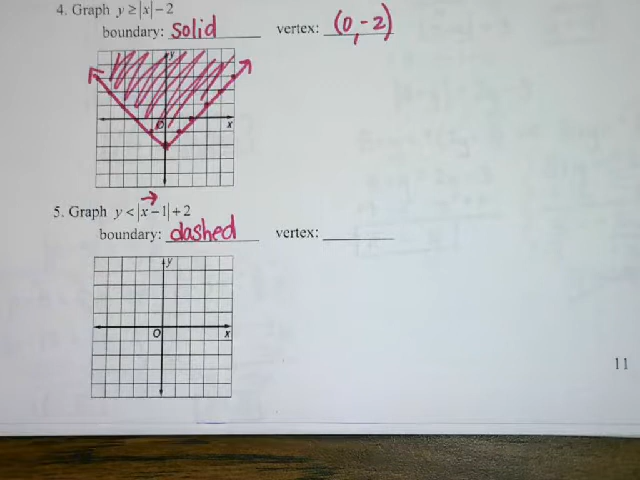 4. Graph y ≥ |x| − 2
boundary: solid vertex: (0, -2)
y
O
x
5. Graph y < |x − 1| + 2
boundary: dashed vertex:
y
O
x
11